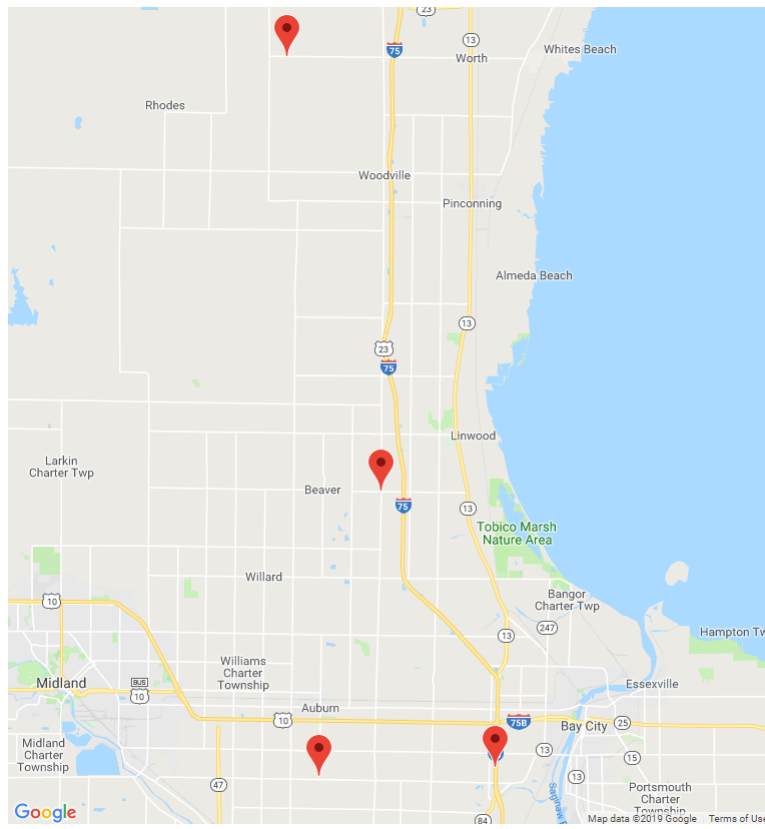 23
13
75
Worth
Whites Beach
Rhodes
Woodville
Pinconning
Almeda Beach
13
23
75
Linwood
Larkin
Charter Twp
Beaver
75
13
Tobico Marsh
Nature Area
Willard
Bangor
Charter Twp
10
247
13
Hampton Tw
Williams
Charter
Township
Midland
BUS
10
Essexville
Auburn
10
75B
Bay City
25
Midland
Charter
Township
13
15
47
13
Portsmouth
Charter
Township
Saginaw
84
Google
Map data ©2019 Google
Terms of Use